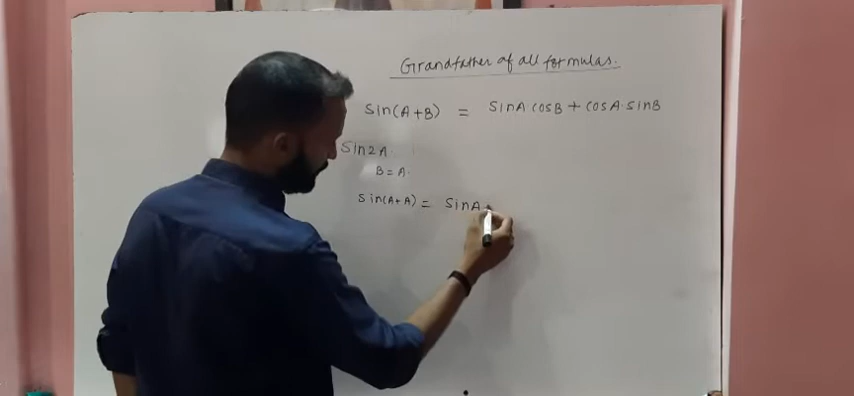 Grandfather of all formulas.
Sin(A+B) = SinA·cosB + cosA·sinB
Sin2A.
B = A.
Sin(A+A) = SinA·